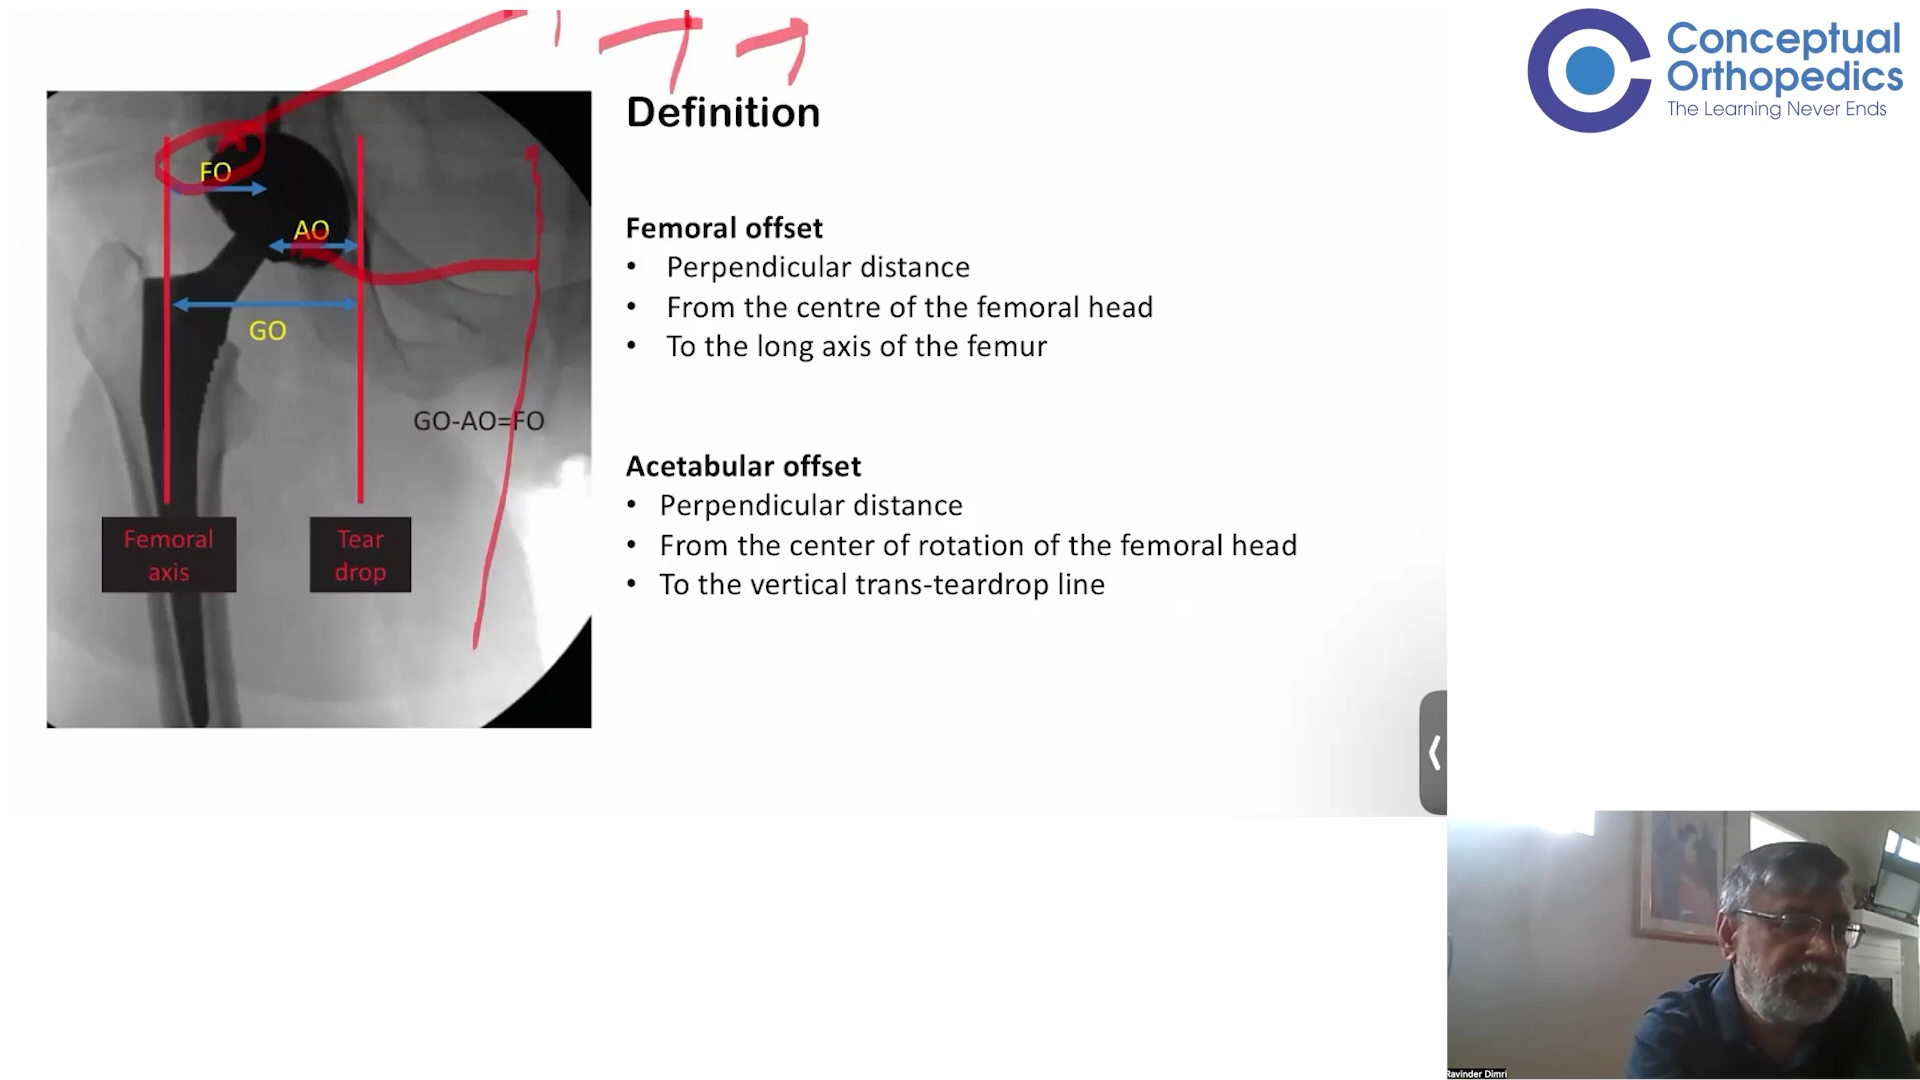 Conceptual
Orthopedics
The Learning Never Ends
Definition
FO
AO
GO
GO-AO=FO
Femoral
axis
Tear
drop
Femoral offset
• Perpendicular distance
• From the centre of the femoral head
• To the long axis of the femur
Acetabular offset
• Perpendicular distance
• From the center of rotation of the femoral head
• To the vertical trans-teardrop line
Ravinder Dimri